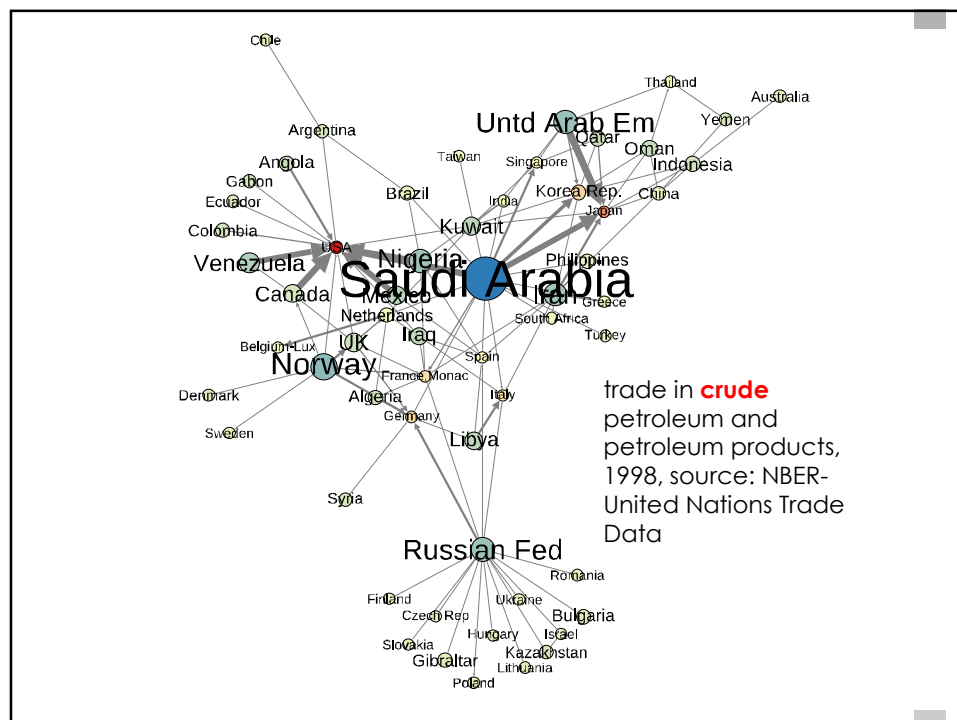 Chile
Thailand
Australia
Untd Arab Em
Yemen
Argentina
Qatar
Oman
Angola
Taiwan
Singapore
Indonesia
Gabon
Brazil
India
Korea Rep.
China
Ecuador
Japan
Colombia
Kuwait
USA
Venezuela
Nigeria
Philippines
Saudi Arabia
Canada
Mexico
Iran
Greece
Netherlands
South Africa
Belgium-Lux
UK
Iraq
Turkey
Norway
Spain
France Monac
Denmark
Algeria
Italy
Germany
Sweden
Libya
trade in crude
petroleum and
petroleum products,
1998, source: NBER-
United Nations Trade
Data
Syria
Russian Fed
Romania
Finland
Ukraine
Czech Rep
Bulgaria
Hungary
Israel
Slovakia
Kazakhstan
Gibraltar
Lithuania
Poland